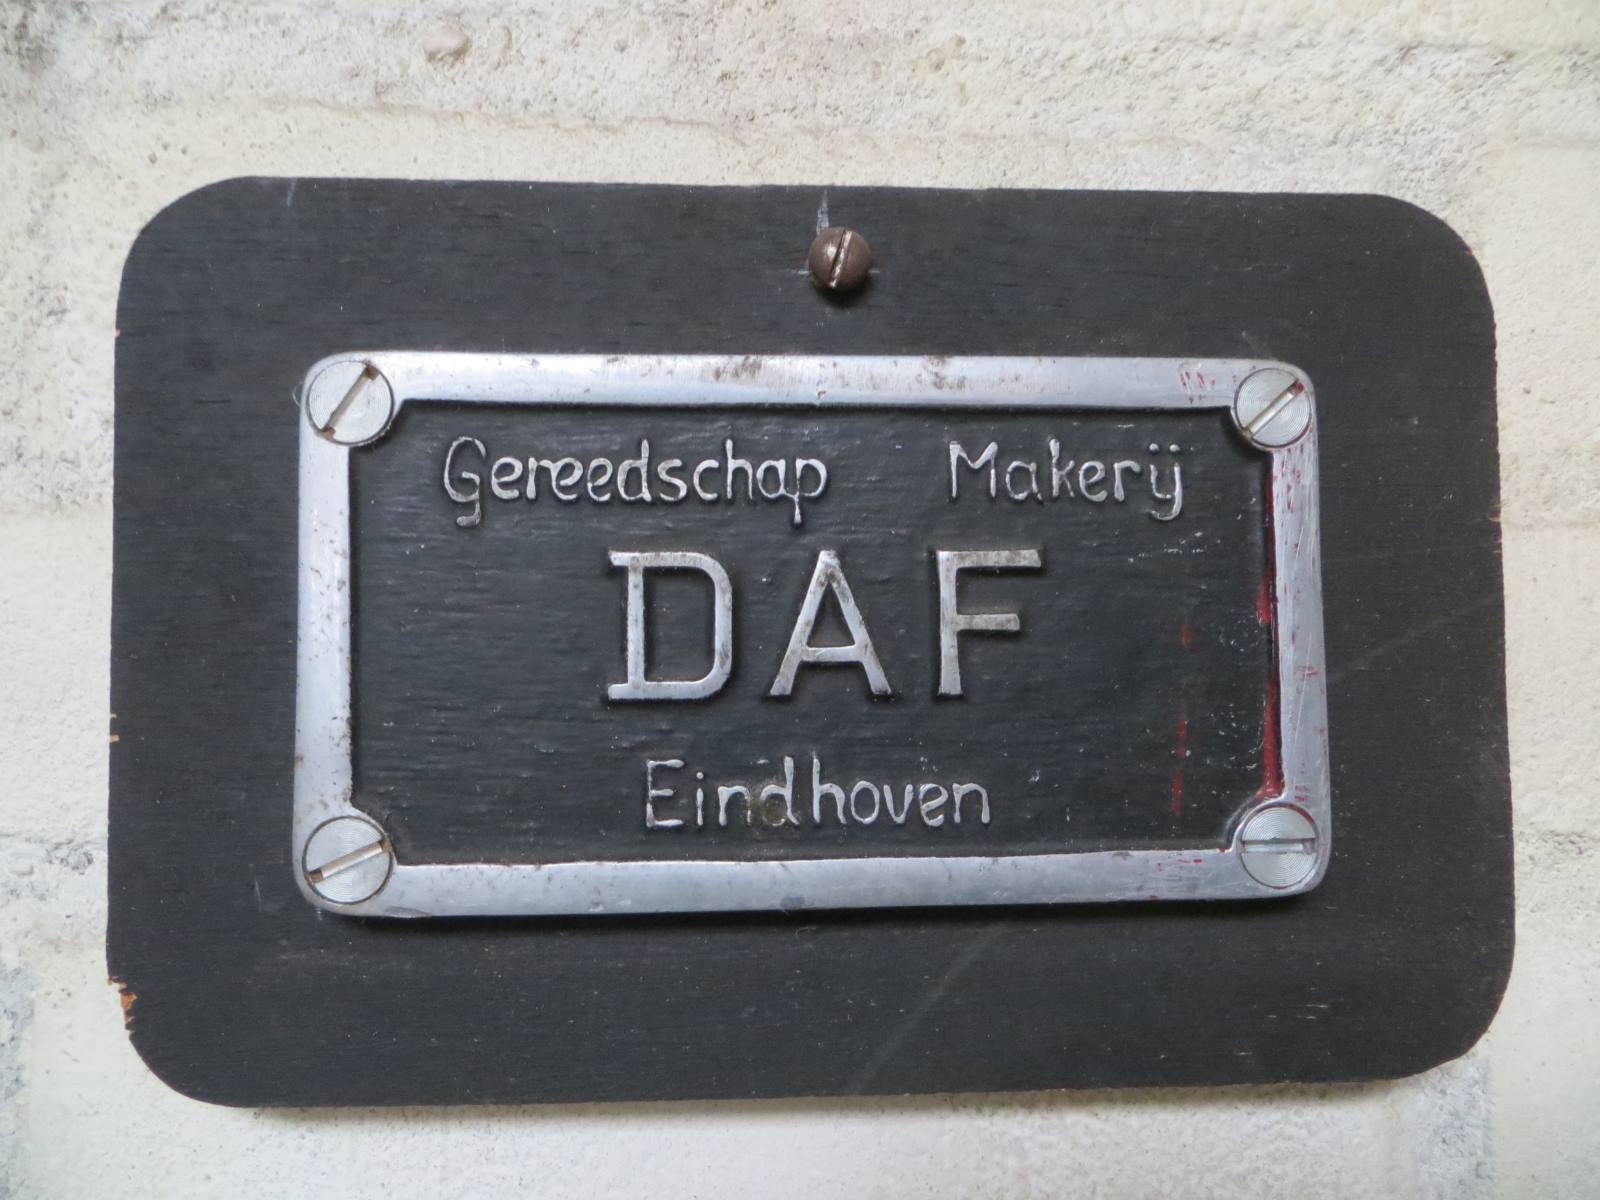 Gereedschap Makerij
DAF
Eindhoven